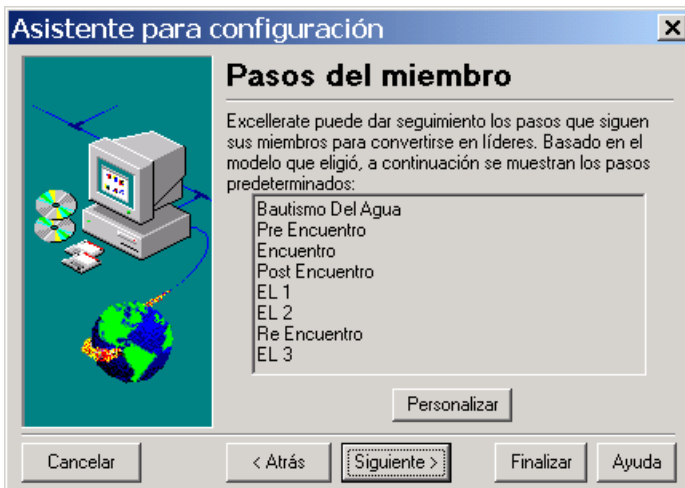 Asistente para configuración
Pasos del miembro
Excellerate puede dar seguimiento los pasos que siguen
sus miembros para convertirse en líderes. Basado en el
modelo que eligió, a continuación se muestran los pasos
predeterminados:
Bautismo Del Agua
Pre Encuentro
Encuentro
Post Encuentro
EL 1
EL 2
Re Encuentro
EL 3
Personalizar
Cancelar
< Atrás
Siguiente >
Finalizar
Ayuda